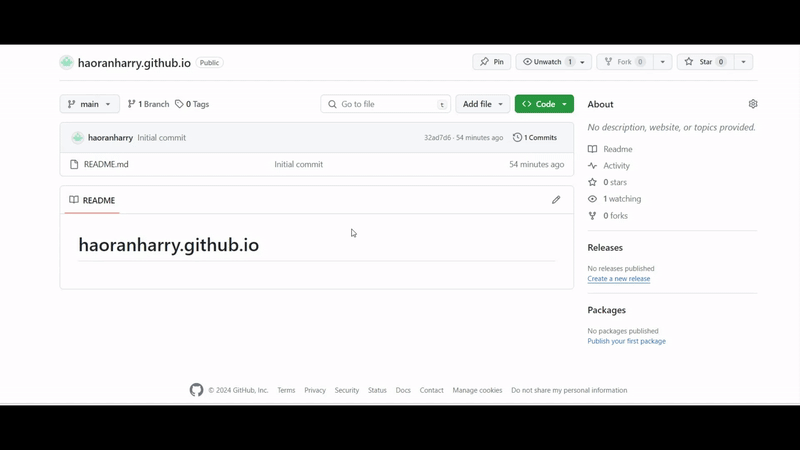 haoranharry.github.io Public Pin Unwatch 1 Fork 0 Star 0
main 1 Branch 0 Tags Go to file t Add file Code
haoranharry Initial commit 32ad7d6 · 54 minutes ago 1 Commits
README.md Initial commit 54 minutes ago
README
haoranharry.github.io
About
No description, website, or topics provided.
Readme
Activity
0 stars
1 watching
0 forks
Releases
No releases published
Create a new release
Packages
No packages published
Publish your first package
© 2024 GitHub, Inc. Terms Privacy Security Status Docs Contact Manage cookies Do not share my personal information